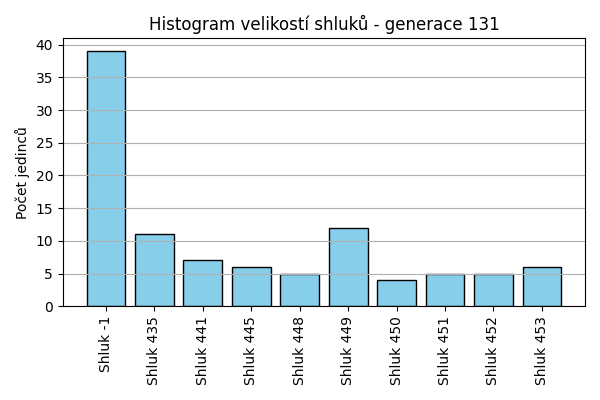 Histogram velikostí shluků - generace 131
Počet jedinců
40
35
30
25
20
15
10
5
0
Shluk -1
Shluk 435
Shluk 441
Shluk 445
Shluk 448
Shluk 449
Shluk 450
Shluk 451
Shluk 452
Shluk 453